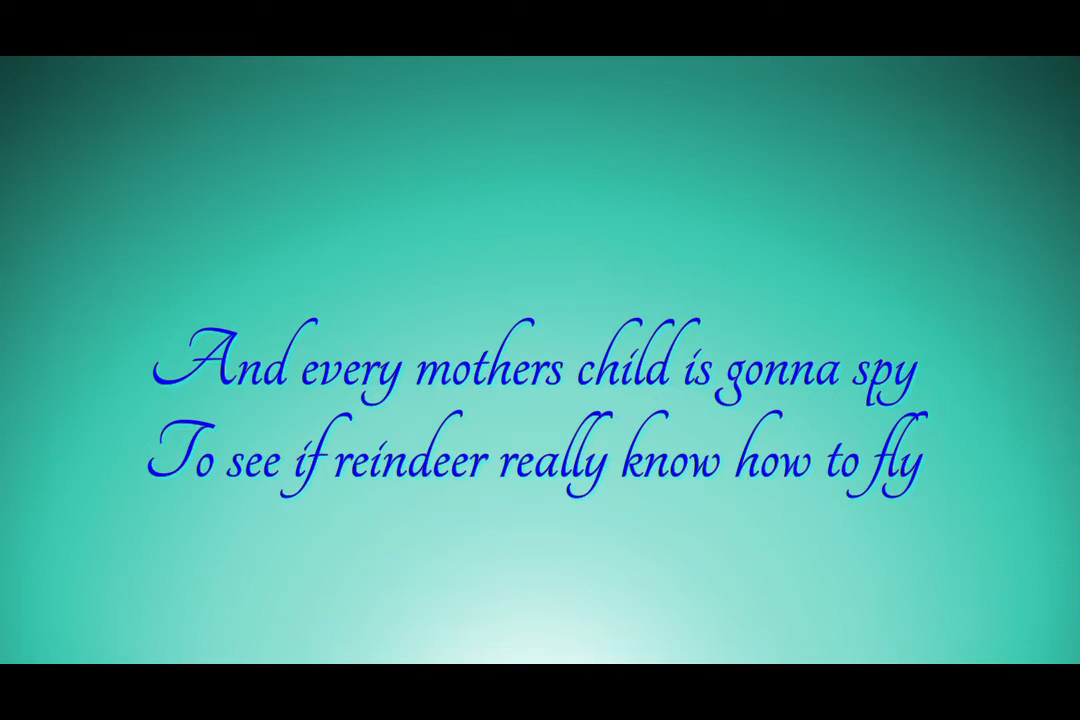 And every mothers child is gonna spy
To see if reindeer really know how to fly